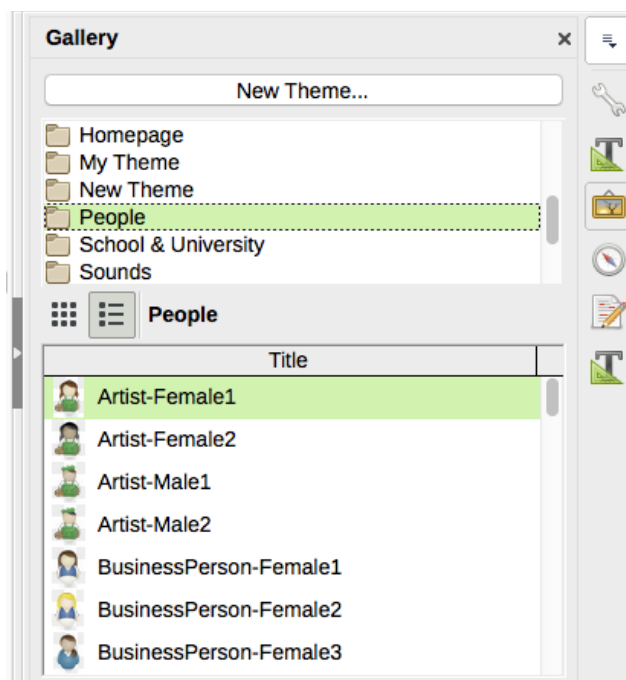 Gallery
New Theme...
Homepage
My Theme
New Theme
People
School & University
Sounds
People
Title
Artist-Female1
Artist-Female2
Artist-Male1
Artist-Male2
BusinessPerson-Female1
BusinessPerson-Female2
BusinessPerson-Female3